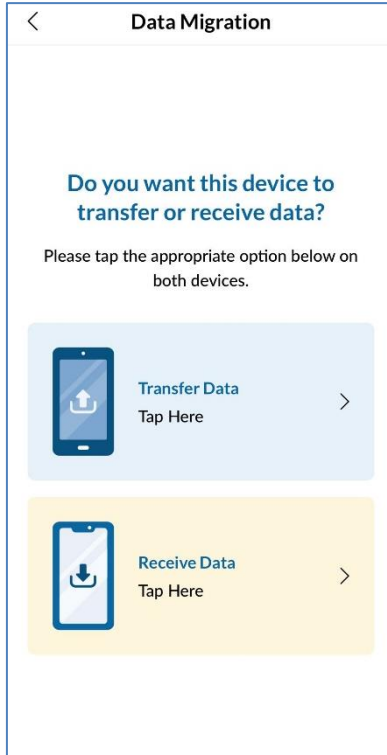 Data Migration
Do you want this device to
transfer or receive data?
Please tap the appropriate option below on
both devices.
Transfer Data
Tap Here
Receive Data
Tap Here